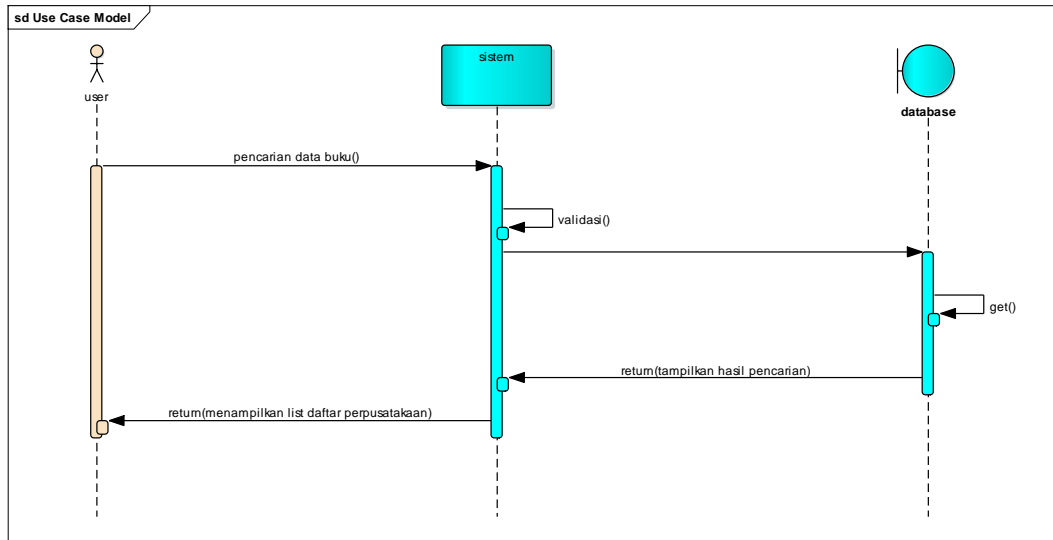 sd Use Case Model
user
sistem
database
pencarian data buku()
validasi()
get()
return(tampilkan hasil pencarian)
return(menampilkan list daftar perpusatakaan)